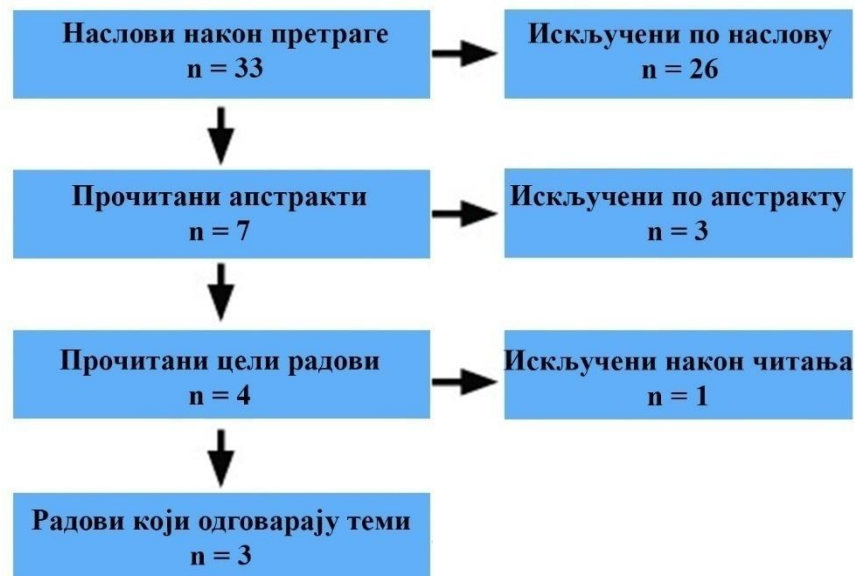 Наслови након претраге
n = 33
Искључени по наслову
n = 26
Прочитани апстракти
n = 7
Искључени по апстракту
n = 3
Прочитани цели радови
n = 4
Искључени након читања
n = 1
Радови који одговарају теми
n = 3